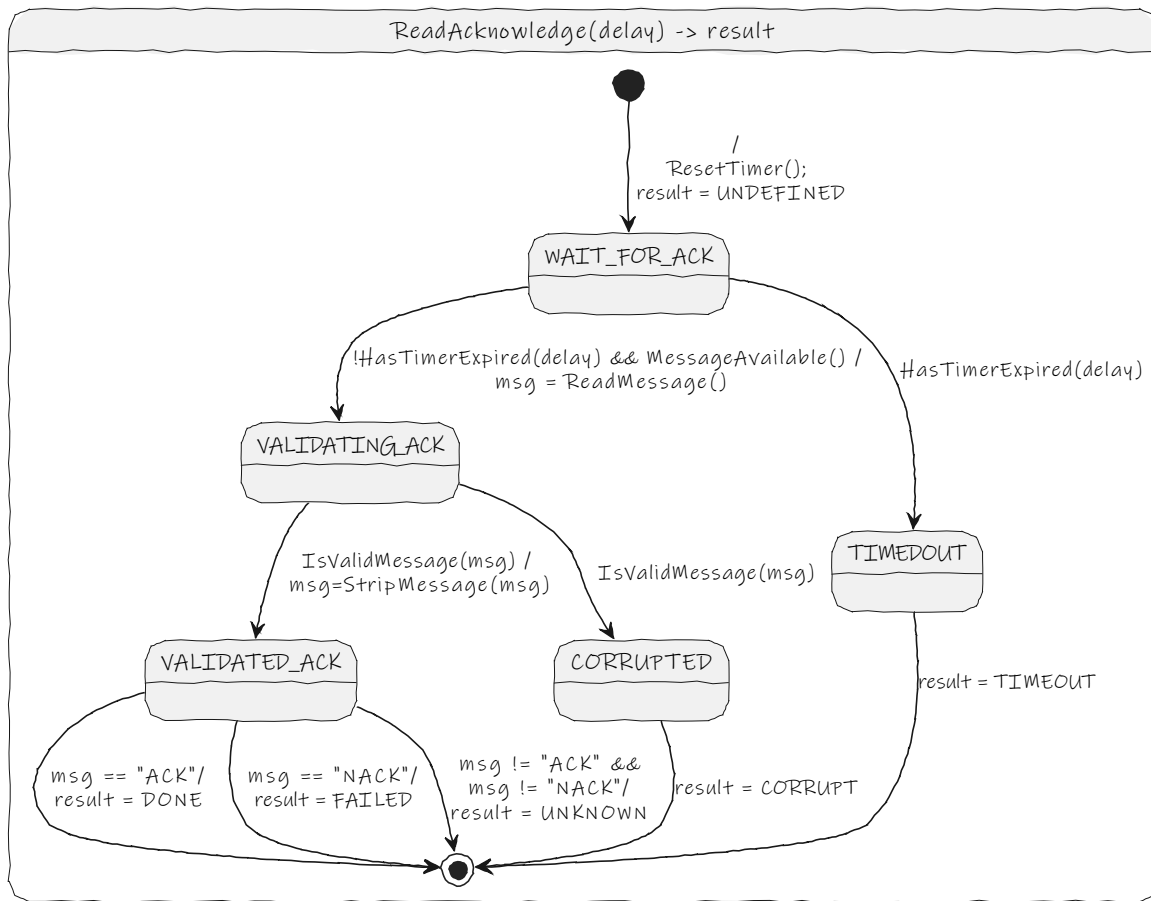 ReadAcknowledge(delay) -> result
/
ResetTimer();
result = UNDEFINED
WAIT_FOR_ACK
!HasTimerExpired(delay) && MessageAvailable() /
msg = ReadMessage()
HasTimerExpired(delay)
VALIDATING_ACK
IsValidMessage(msg) /
msg=StripMessage(msg)
IsValidMessage(msg)
TIMEDOUT
VALIDATED_ACK
CORRUPTED
result = TIMEOUT
msg == "ACK"/
result = DONE
msg == "NACK"/
result = FAILED
msg != "ACK" &&
msg != "NACK"/
result = UNKNOWN
result = CORRUPT